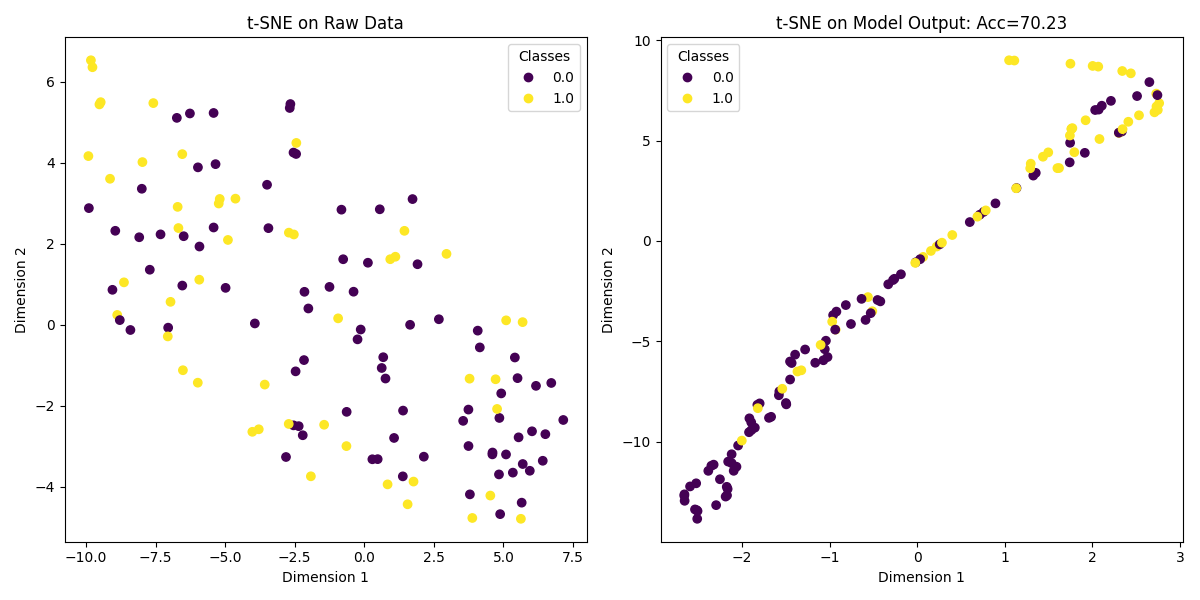 t-SNE on Raw Data
Classes
0.0
1.0
6
4
2
0
−2
−4
Dimension 2
−10.0 −7.5 −5.0 −2.5 0.0 2.5 5.0 7.5
Dimension 1
t-SNE on Model Output: Acc=70.23
Classes
0.0
1.0
10
5
0
−5
−10
Dimension 2
−2 −1 0 1 2 3
Dimension 1